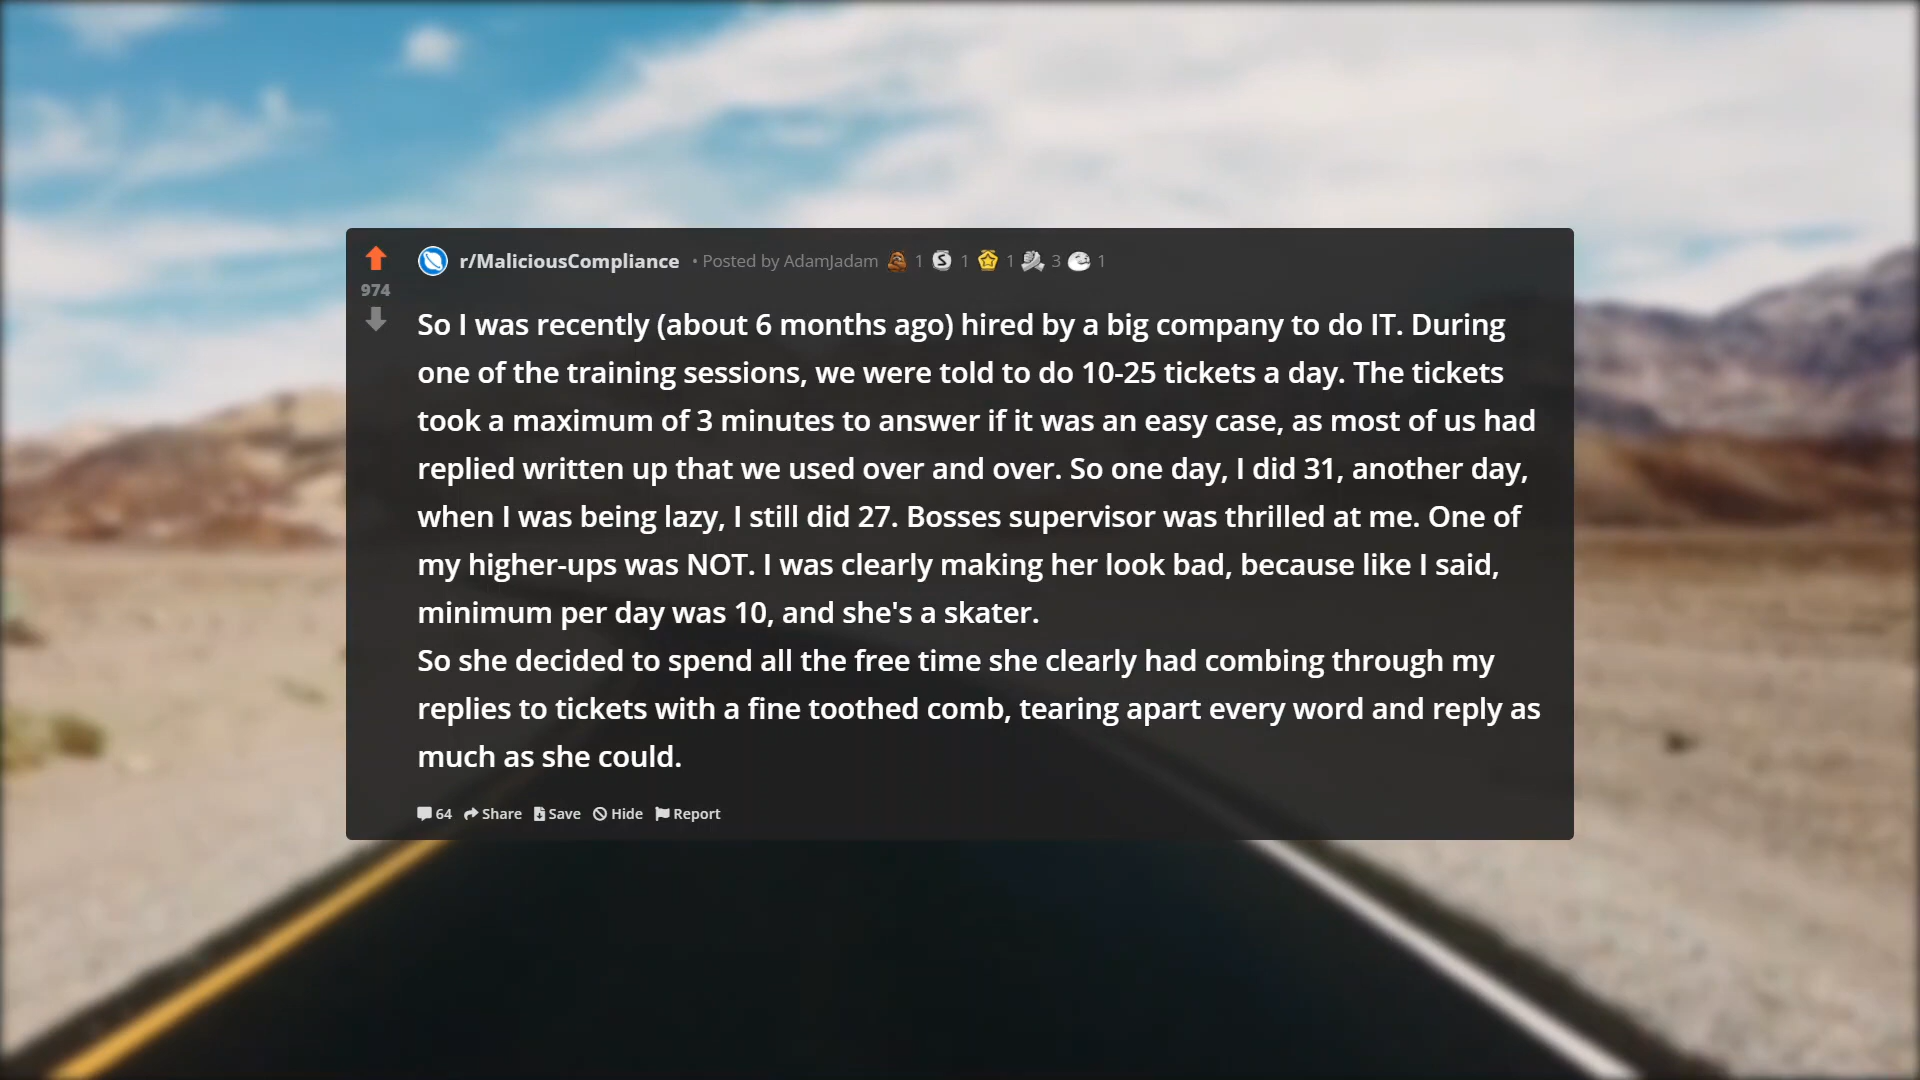 r/MaliciousCompliance • Posted by AdamJadam 1 1 1 3 1
974
So I was recently (about 6 months ago) hired by a big company to do IT. During
one of the training sessions, we were told to do 10-25 tickets a day. The tickets
took a maximum of 3 minutes to answer if it was an easy case, as most of us had
replied written up that we used over and over. So one day, I did 31, another day,
when I was being lazy, I still did 27. Bosses supervisor was thrilled at me. One of
my higher-ups was NOT. I was clearly making her look bad, because like I said,
minimum per day was 10, and she's a skater.
So she decided to spend all the free time she clearly had combing through my
replies to tickets with a fine toothed comb, tearing apart every word and reply as
much as she could.
64 Share Save Hide Report